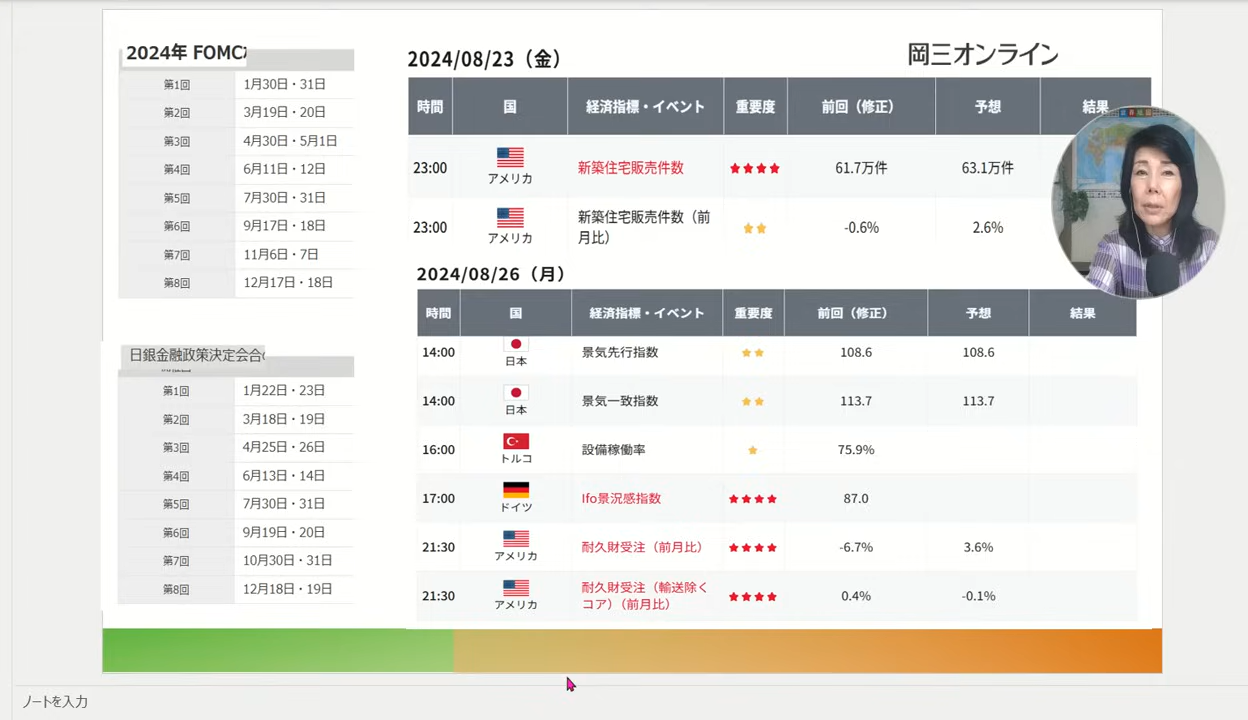 2024年 FOMC
第1回 1月30日・31日
第2回 3月19日・20日
第3回 4月30日・5月1日
第4回 6月11日・12日
第5回 7月30日・31日
第6回 9月17日・18日
第7回 11月6日・7日
第8回 12月17日・18日
日銀金融政策決定会合
第1回 1月22日・23日
第2回 3月18日・19日
第3回 4月25日・26日
第4回 6月13日・14日
第5回 7月30日・31日
第6回 9月19日・20日
第7回 10月30日・31日
第8回 12月18日・19日
2024/08/23（金）
岡三オンライン
時間 国 経済指標・イベント 重要度 前回（修正） 予想 結果
23:00 アメリカ 新築住宅販売件数 ★★★★ 61.7万件 63.1万件
23:00 アメリカ 新築住宅販売件数（前
月比） ★★ -0.6% 2.6%
2024/08/26（月）
時間 国 経済指標・イベント 重要度 前回（修正） 予想 結果
14:00 日本 景気先行指数 ★★ 108.6 108.6
14:00 日本 景気一致指数 ★★ 113.7 113.7
16:00 トルコ 設備稼働率 ★ 75.9%
17:00 ドイツ Ifo景況感指数 ★★★★ 87.0
21:30 アメリカ 耐久財受注（前月比） ★★★★ -6.7% 3.6%
21:30 アメリカ 耐久財受注（輸送除く
コア）（前月比） ★★★★ 0.4% -0.1%
ノートを入力